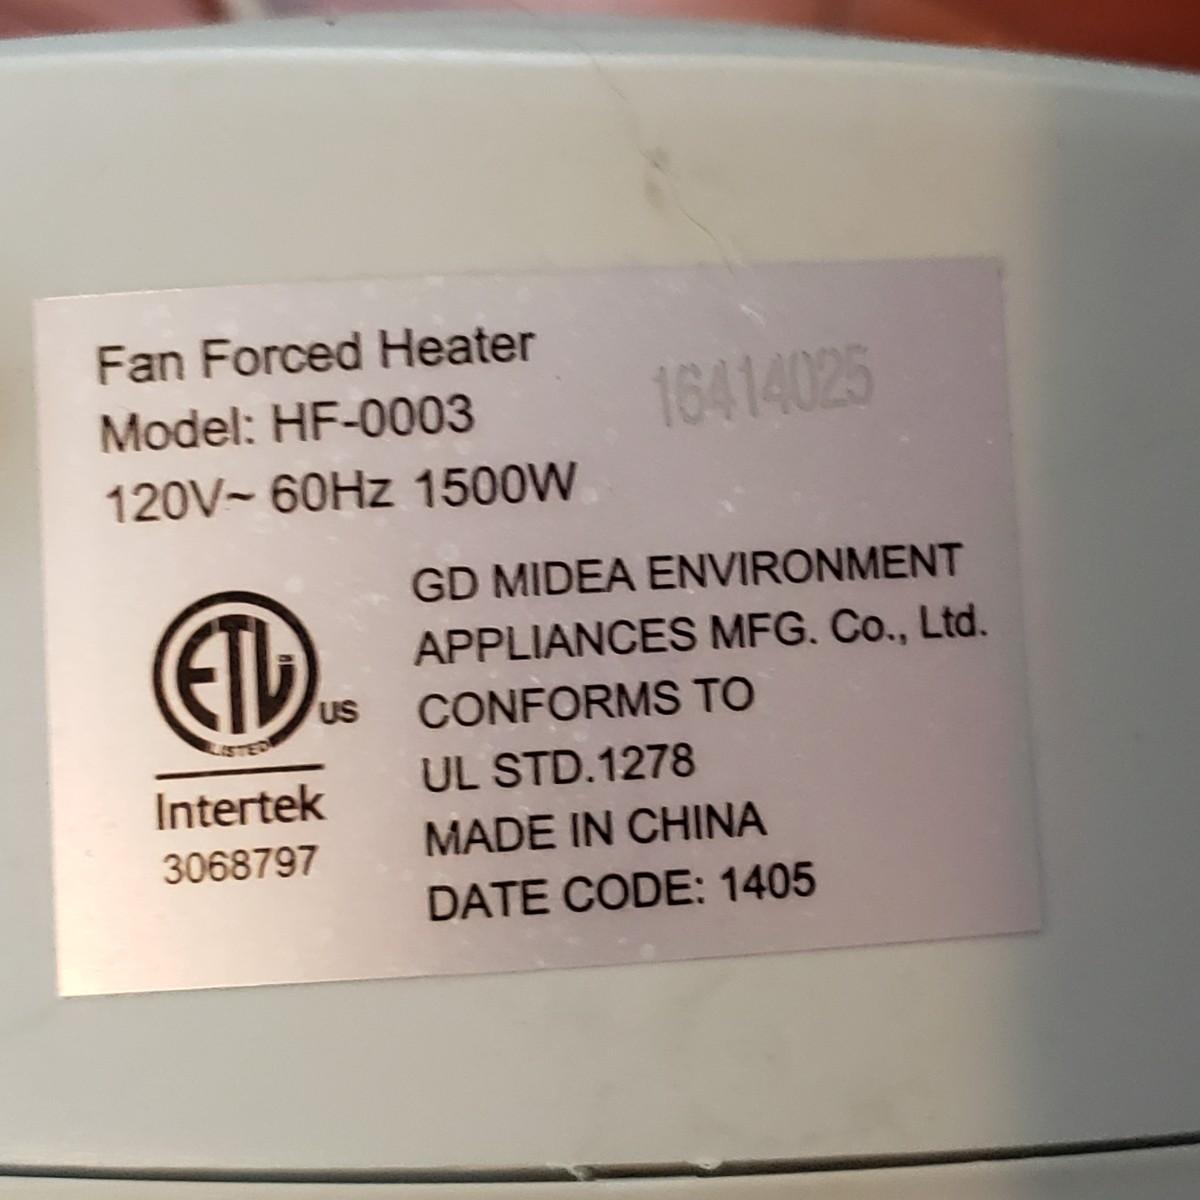 Fan Forced Heater
Model: HF-0003
16414025
120V~ 60Hz 1500W
ETL
LISTED
US
Intertek
3068797
GD MIDEA ENVIRONMENT
APPLIANCES MFG. Co., Ltd.
CONFORMS TO
UL STD.1278
MADE IN CHINA
DATE CODE: 1405